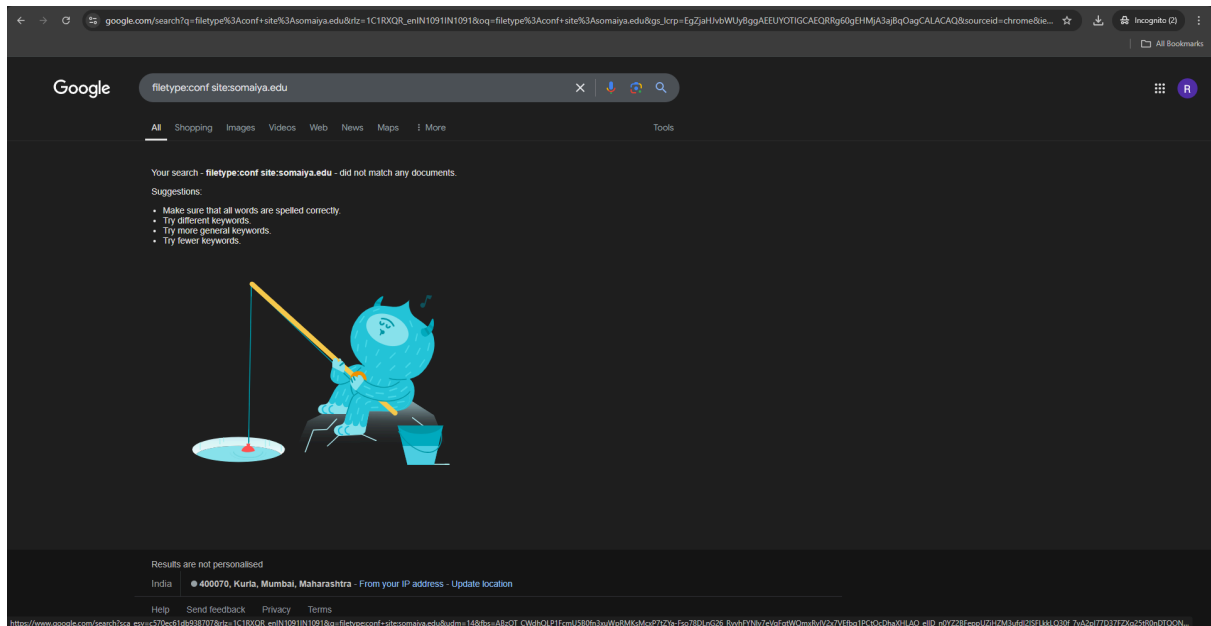 google.com/search?q=filetype%3Aconf+site%3Asomaiya.edu&rlz=1C1RXQR_enIN1091IN1091&oq=filetype%3Aconf+site%3Asomaiya.edu&gs_lcrp=EgZjaHJvbWUyBggAEEUYOTIGCAEQRRg60gEHMjA3ajBqOagCALACAQ&sourceid=chrome&ie...
Incognito (2)
All Bookmarks
Google
filetype:conf site:somaiya.edu
R
All Shopping Images Videos Web News Maps More Tools
Your search - filetype:conf site:somaiya.edu - did not match any documents.
Suggestions:
• Make sure that all words are spelled correctly.
• Try different keywords.
• Try more general keywords.
• Try fewer keywords.
Results are not personalised
India 400070, Kurla, Mumbai, Maharashtra - From your IP address - Update location
Help Send feedback Privacy Terms